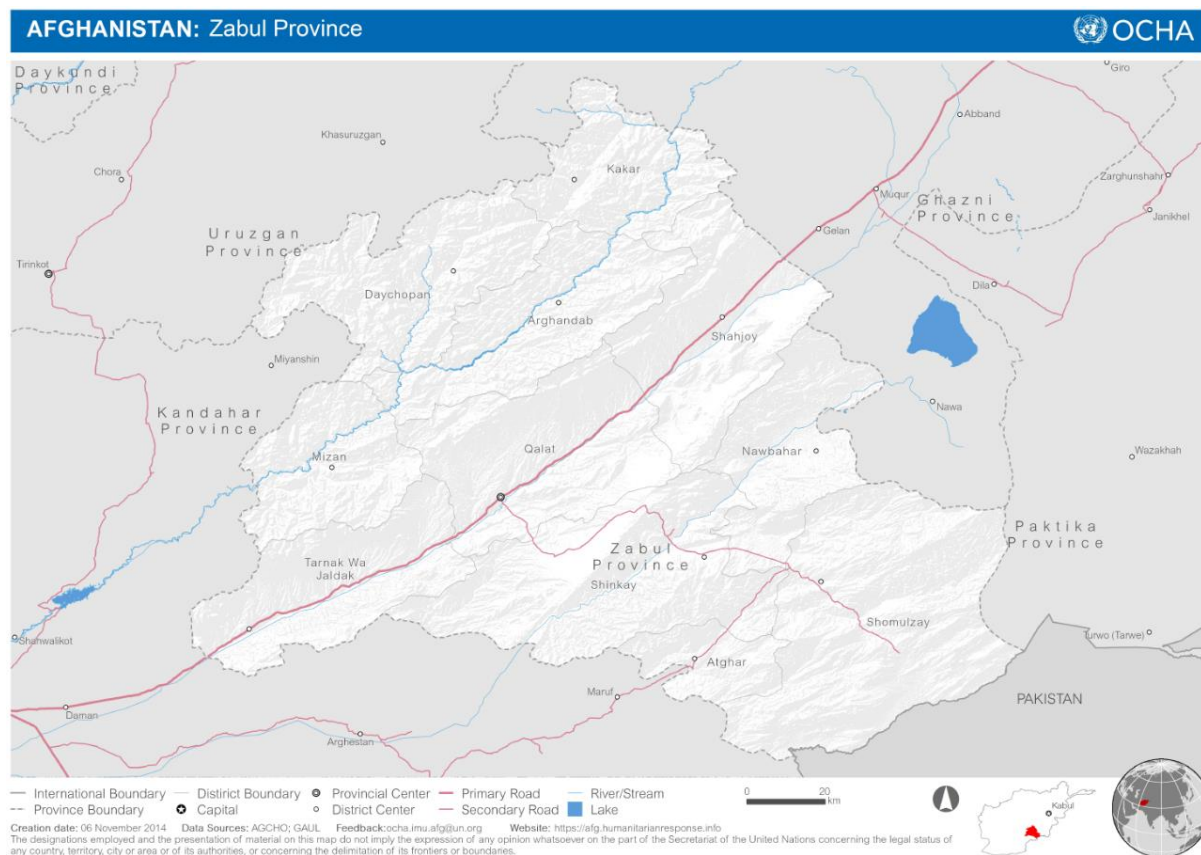 AFGHANISTAN: Zabul Province
OCHA
Daykundi
Province
Giro
Abband
Khasuruzgan
Chora
Kakar
Zarghunshahr
Muqur
Ghazni
Province
Janikhel
Uruzgan
Province
Gelan
Tirinkot
Daychopan
Dila
Arghandab
Shahjoy
Miyanshin
Nawa
Kandahar
Province
Qalat
Nawbahar
Mizan
Wazakhah
Paktika
Province
Zabul
Province
Tarnak Wa
Jaldak
Shinkay
Shomulzay
Shahwalikot
Turwo (Tarwe)
Atghar
Maruf
PAKISTAN
Daman
Arghestan
International Boundary
District Boundary
Provincial Center
Primary Road
River/Stream
0 20
km
Province Boundary
Capital
District Center
Secondary Road
Lake
Kabul
Creation date: 06 November 2014 Data Sources: AGCHO; GAUL Feedback:ocha.imu.afg@un.org Website: https://afg.humanitarianresponse.info
The designations employed and the presentation of material on this map do not imply the expression of any opinion whatsoever on the part of the Secretariat of the United Nations concerning the legal status of
any country, territory, city or area or of its authorities, or concerning the delimitation of its frontiers or boundaries.